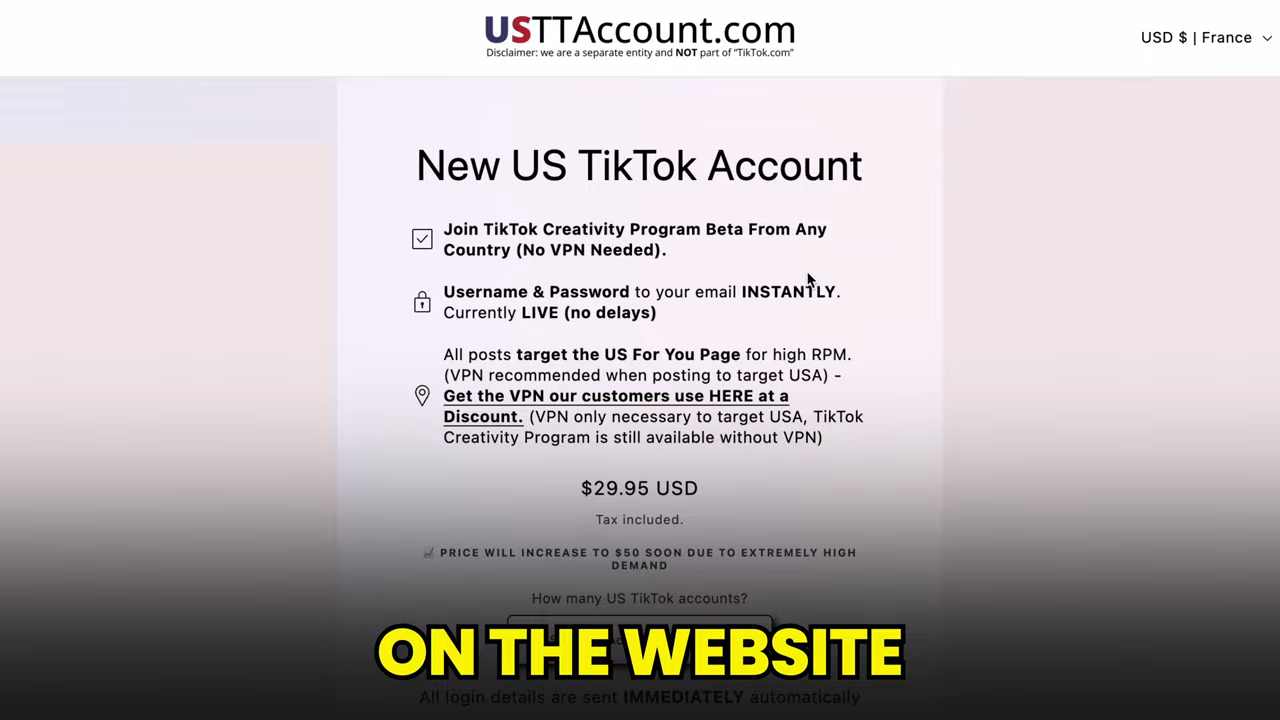 USTTAccount.com
USD $ | France
Disclaimer: we are a separate entity and NOT part of "TikTok.com"
New US TikTok Account
Join TikTok Creativity Program Beta From Any
Country (No VPN Needed).
Username & Password to your email INSTANTLY.
Currently LIVE (no delays)
All posts target the US For You Page for high RPM.
(VPN recommended when posting to target USA) -
Get the VPN our customers use HERE at a
Discount. (VPN only necessary to target USA, TikTok
Creativity Program is still available without VPN)
$29.95 USD
Tax included.
PRICE WILL INCREASE TO $50 SOON DUE TO EXTREMELY HIGH
DEMAND
How many US TikTok accounts?
ON THE WEBSITE
All login details are sent IMMEDIATELY automatically